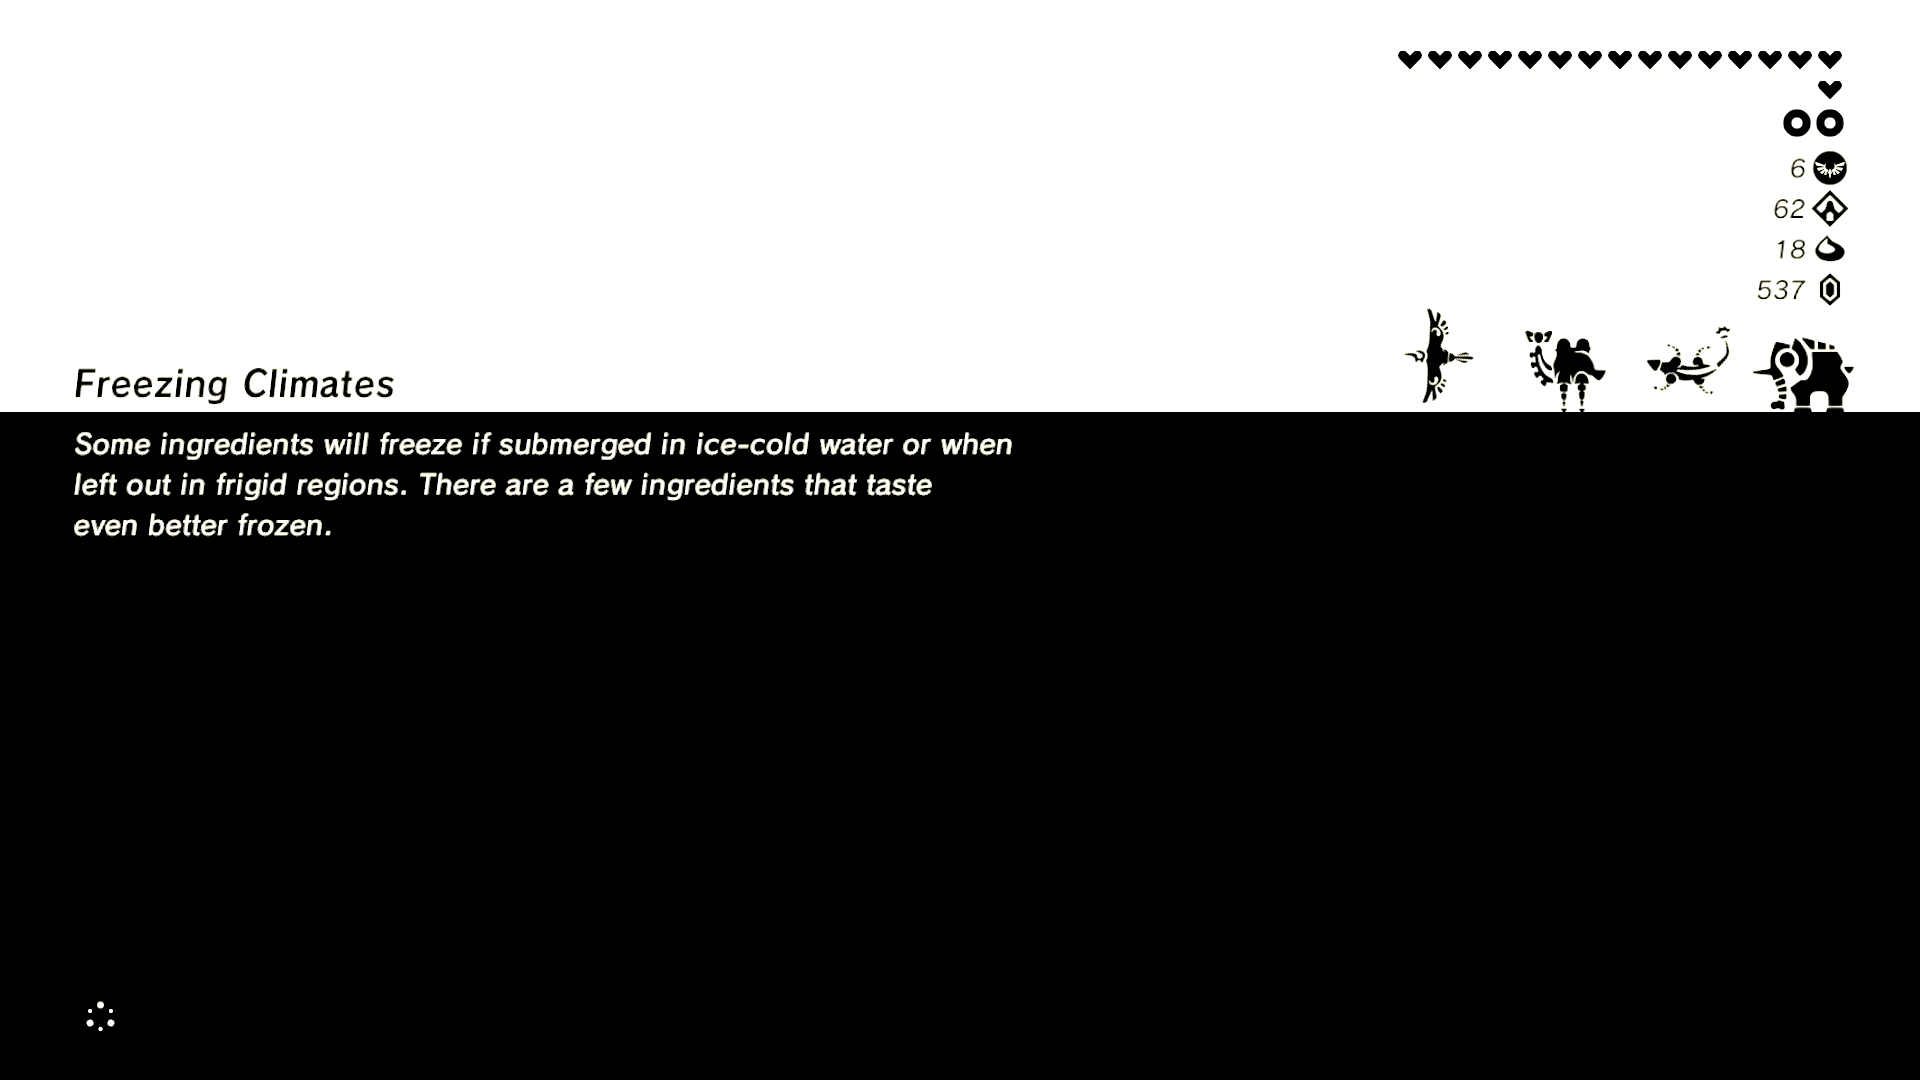 6
62
18
537
Freezing Climates
Some ingredients will freeze if submerged in ice-cold water or when
left out in frigid regions. There are a few ingredients that taste
even better frozen.